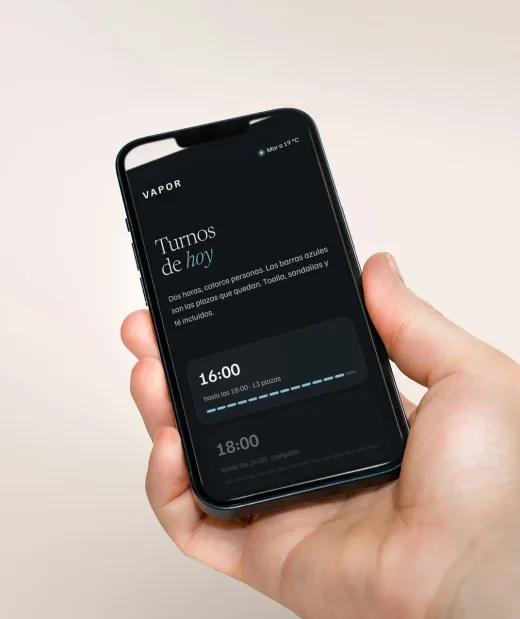 Mar a 19 °C
VAPOR
Turnos
de hoy
Dos horas, catorce personas. Las barras azules
son las plazas que quedan. Toalla, sandalias y
té incluidos.
16:00
hasta las 18:00 · 13 plazas
18:00
hasta las 20:00 · completo